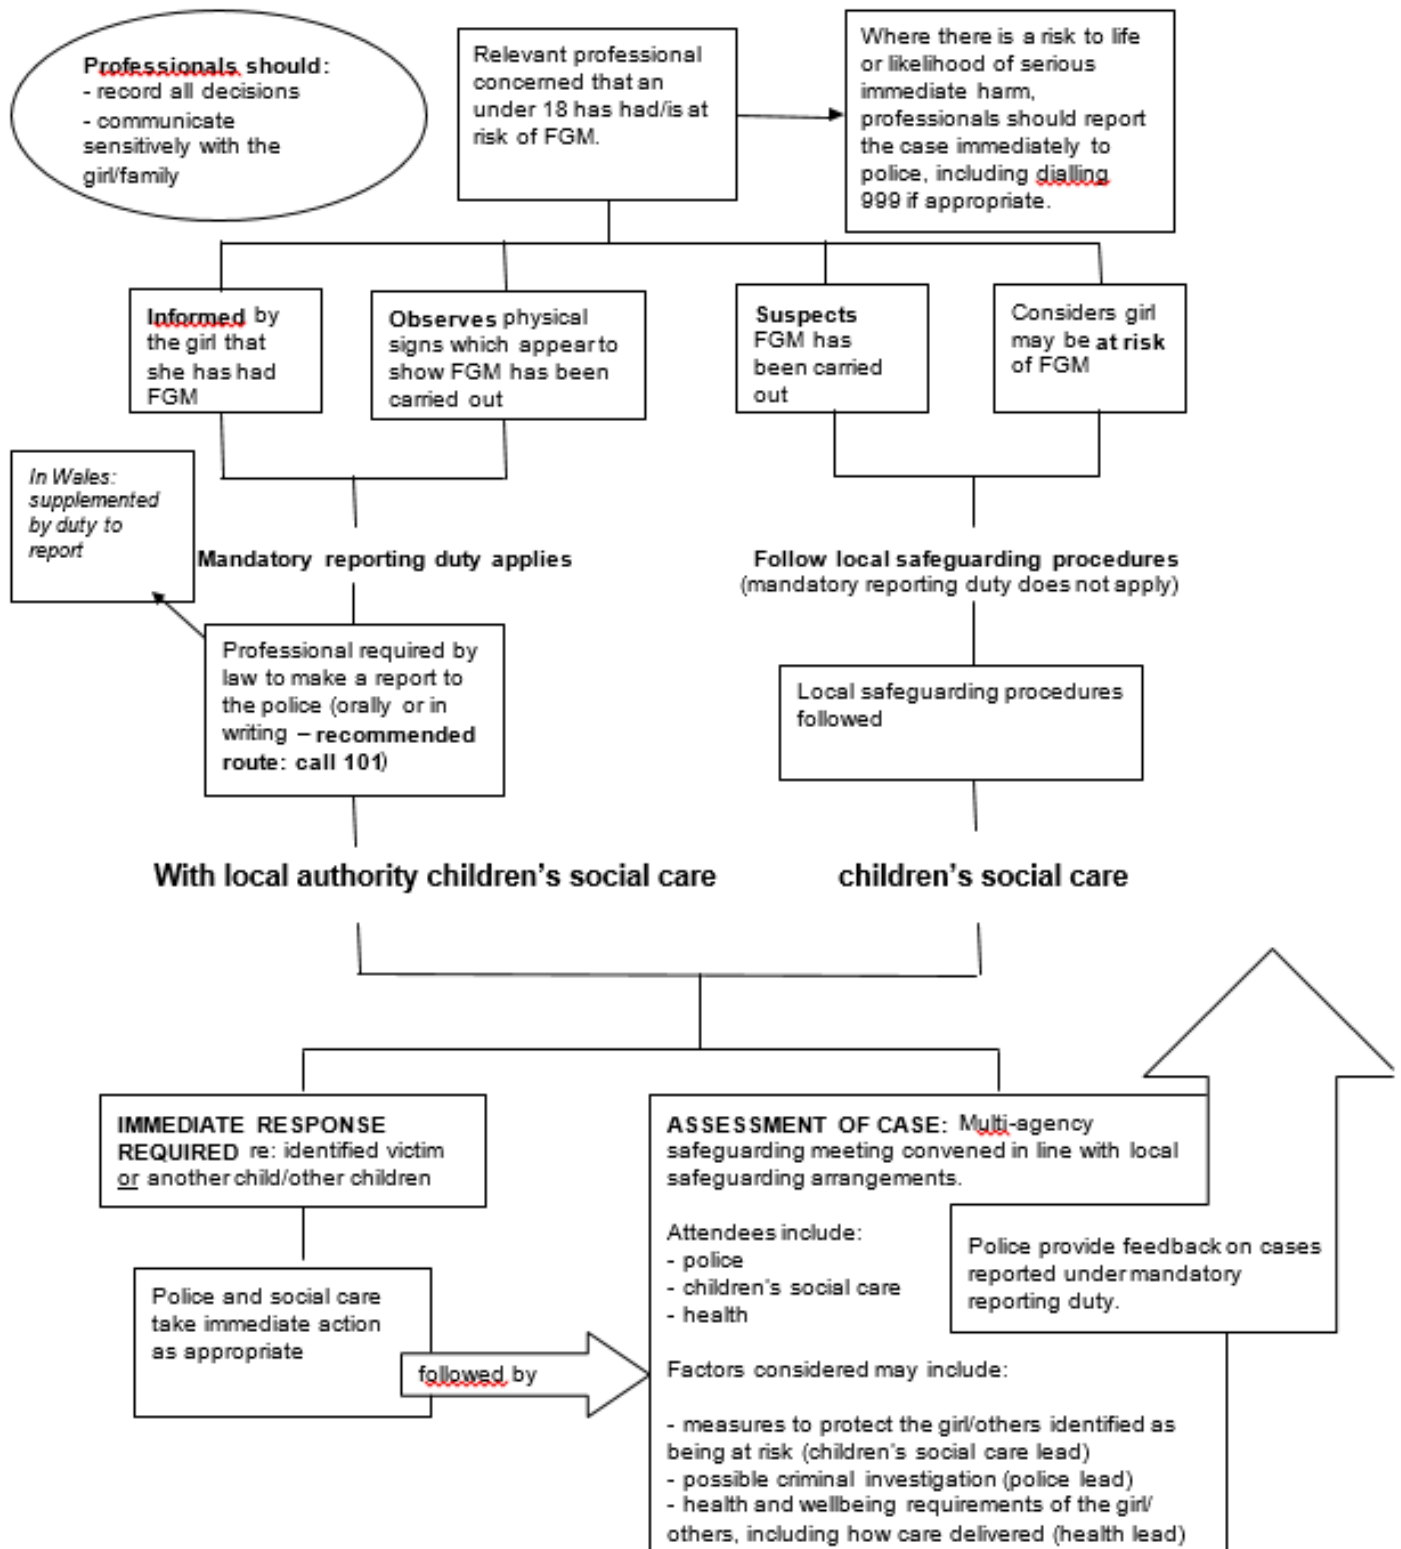 Professionals should:
- record all decisions
- communicate
sensitively with the
girl/family
Relevant professional
concerned that an
under 18 has had/is at
risk of FGM.
Where there is a risk to life
or likelihood of serious
immediate harm,
professionals should report
the case immediately to
police, including dialling
999 if appropriate.
Informed by
the girl that
she has had
FGM
Observes physical
signs which appear to
show FGM has been
carried out
Suspects
FGM has
been carried
out
Considers girl
may be at risk
of FGM
In Wales:
supplemented
by duty to
report
Mandatory reporting duty applies
Follow local safeguarding procedures
(mandatory reporting duty does not apply)
Professional required by
law to make a report to
the police (orally or in
writing – recommended
route: call 101)
Local safeguarding procedures
followed
With local authority children’s social care
children’s social care
IMMEDIATE RESPONSE
REQUIRED re: identified victim
or another child/other children
Police and social care
take immediate action
as appropriate
followed by
ASSESSMENT OF CASE: Multi-agency
safeguarding meeting convened in line with local
safeguarding arrangements.
Attendees include:
- police
- children’s social care
- health
Factors considered may include:
- measures to protect the girl/others identified as
being at risk (children’s social care lead)
- possible criminal investigation (police lead)
- health and wellbeing requirements of the girl/
others, including how care delivered (health lead)
Police provide feedback on cases
reported under mandatory
reporting duty.